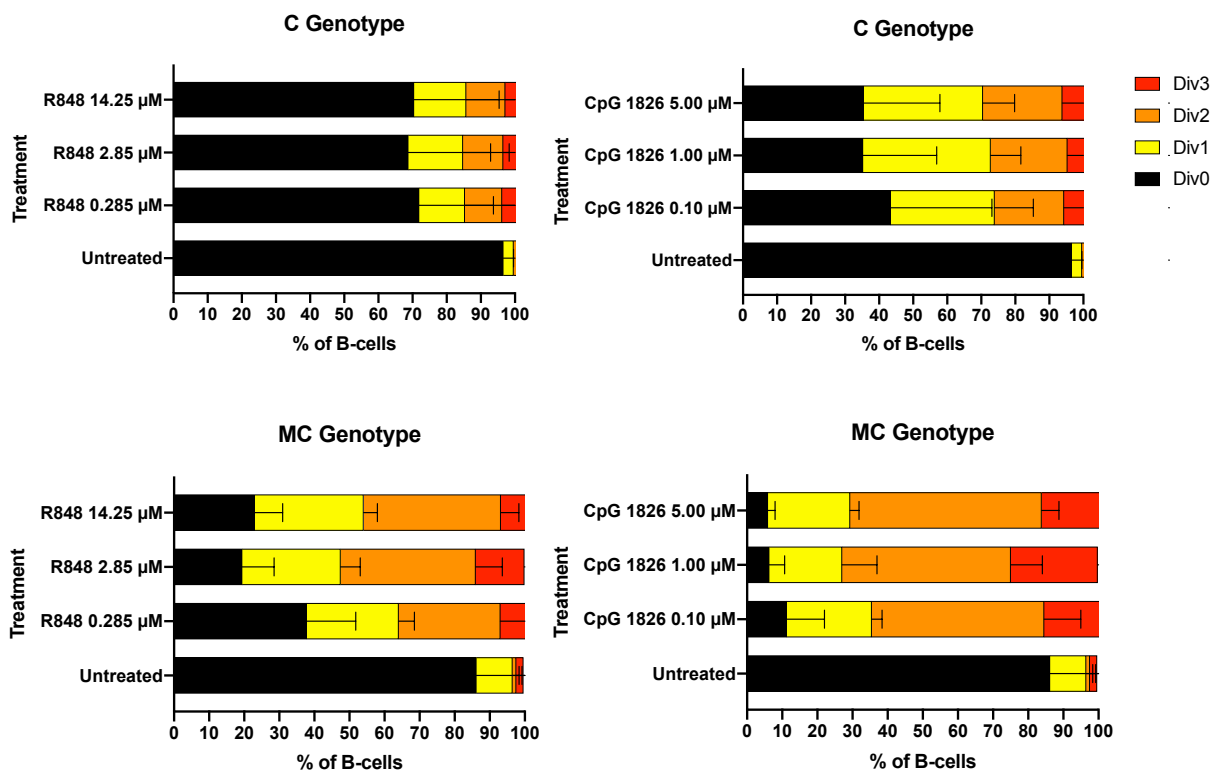 C Genotype
Treatment
R848 14.25 µM
R848 2.85 µM
R848 0.285 µM
Untreated
0 10 20 30 40 50 60 70 80 90 100
% of B-cells
C Genotype
Treatment
CpG 1826 5.00 µM
CpG 1826 1.00 µM
CpG 1826 0.10 µM
Untreated
0 10 20 30 40 50 60 70 80 90 100
% of B-cells
Div3
Div2
Div1
Div0
MC Genotype
Treatment
R848 14.25 µM
R848 2.85 µM
R848 0.285 µM
Untreated
0 10 20 30 40 50 60 70 80 90 100
% of B-cells
MC Genotype
Treatment
CpG 1826 5.00 µM
CpG 1826 1.00 µM
CpG 1826 0.10 µM
Untreated
0 10 20 30 40 50 60 70 80 90 100
% of B-cells